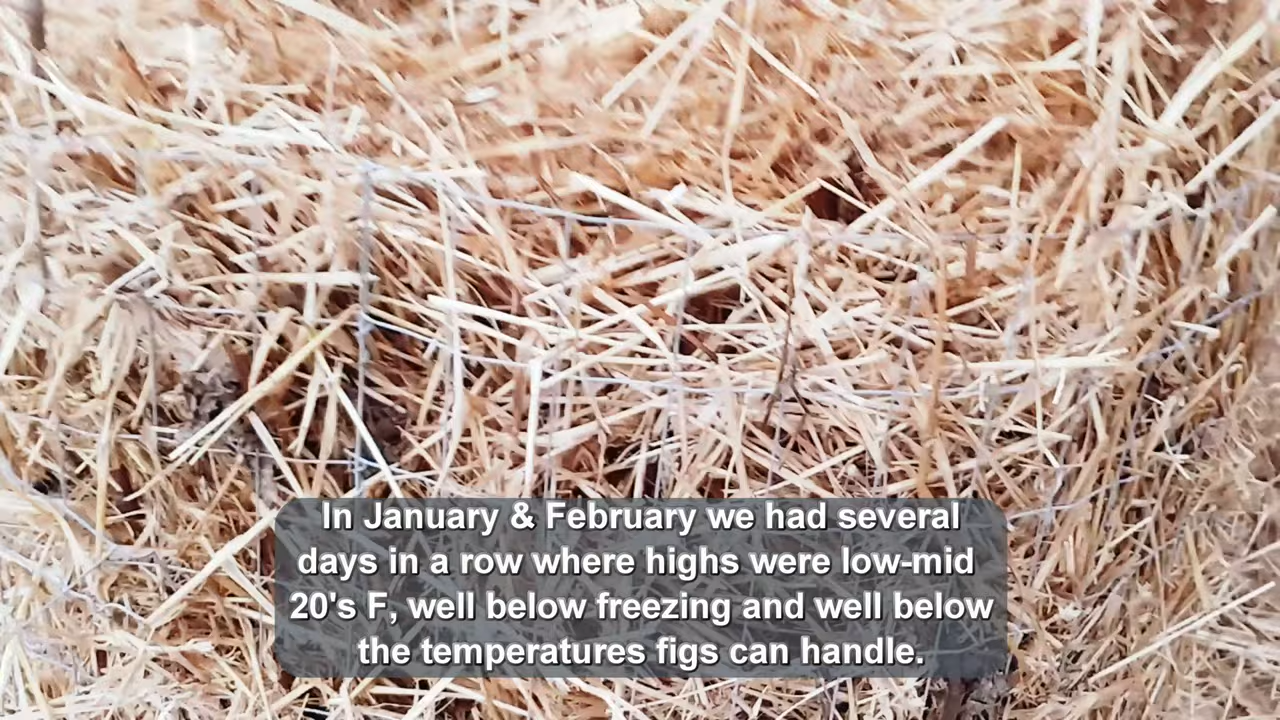 In January & February we had several
days in a row where highs were low-mid
20's F, well below freezing and well below
the temperatures figs can handle.